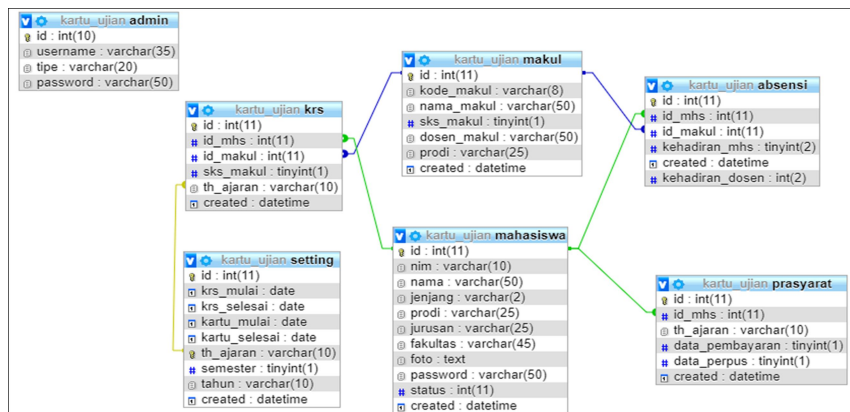 kartu_ujian admin
id : int(10)
username : varchar(35)
tipe : varchar(20)
password : varchar(50)
kartu_ujian krs
id : int(11)
id_mhs : int(11)
id_makul : int(11)
sks_makul : tinyint(1)
th_ajaran : varchar(10)
created : datetime
kartu_ujian setting
id : int(11)
krs_mulai : date
krs_selesai : date
kartu_mulai : date
kartu_selesai : date
th_ajaran : varchar(10)
semester : tinyint(1)
tahun : varchar(10)
created : datetime
kartu_ujian makul
id : int(11)
kode_makul : varchar(8)
nama_makul : varchar(50)
sks_makul : tinyint(1)
dosen_makul : varchar(50)
prodi : varchar(25)
created : datetime
kartu_ujian mahasiswa
id : int(11)
nim : varchar(10)
nama : varchar(50)
jenjang : varchar(2)
prodi : varchar(25)
jurusan : varchar(25)
fakultas : varchar(45)
foto : text
password : varchar(50)
status : int(11)
created : datetime
kartu_ujian absensi
id : int(11)
id_mhs : int(11)
id_makul : int(11)
kehadiran_mhs : tinyint(2)
created : datetime
kehadiran_dosen : int(2)
kartu_ujian prasyarat
id : int(11)
id_mhs : int(11)
th_ajaran : varchar(10)
data_pembayaran : tinyint(1)
data_perpus : tinyint(1)
created : datetime